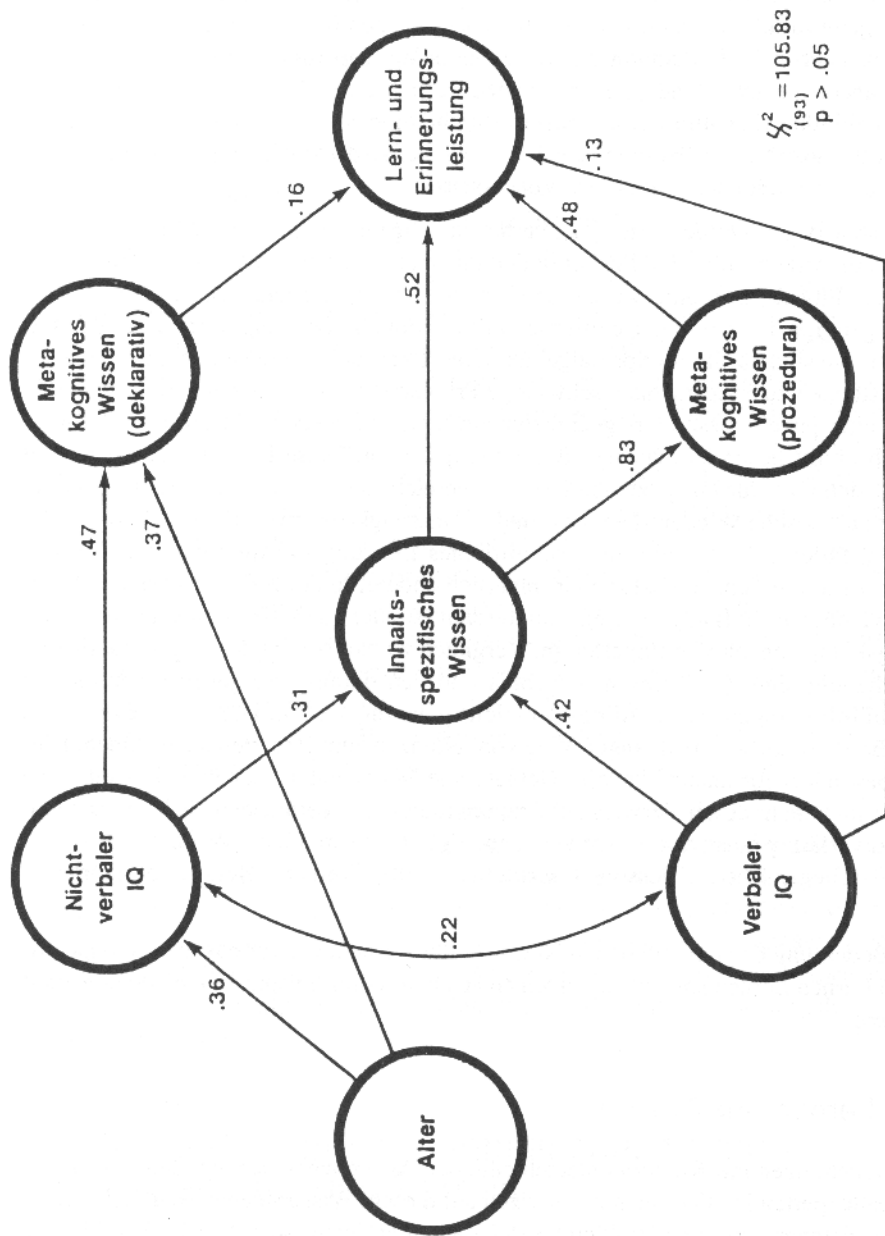 Nicht-
verbaler
IQ
.47
Meta-
kognitives
Wissen
(deklarativ)
.36
.37
.31
.16
Alter
.22
Inhalts-
spezifisches
Wissen
.52
Lern- und
Erinnerungs-
leistung
.42
.83
.48
.13
Verbaler
IQ
Meta-
kognitives
Wissen
(prozedural)
χ² =105.83
(93)
p > .05